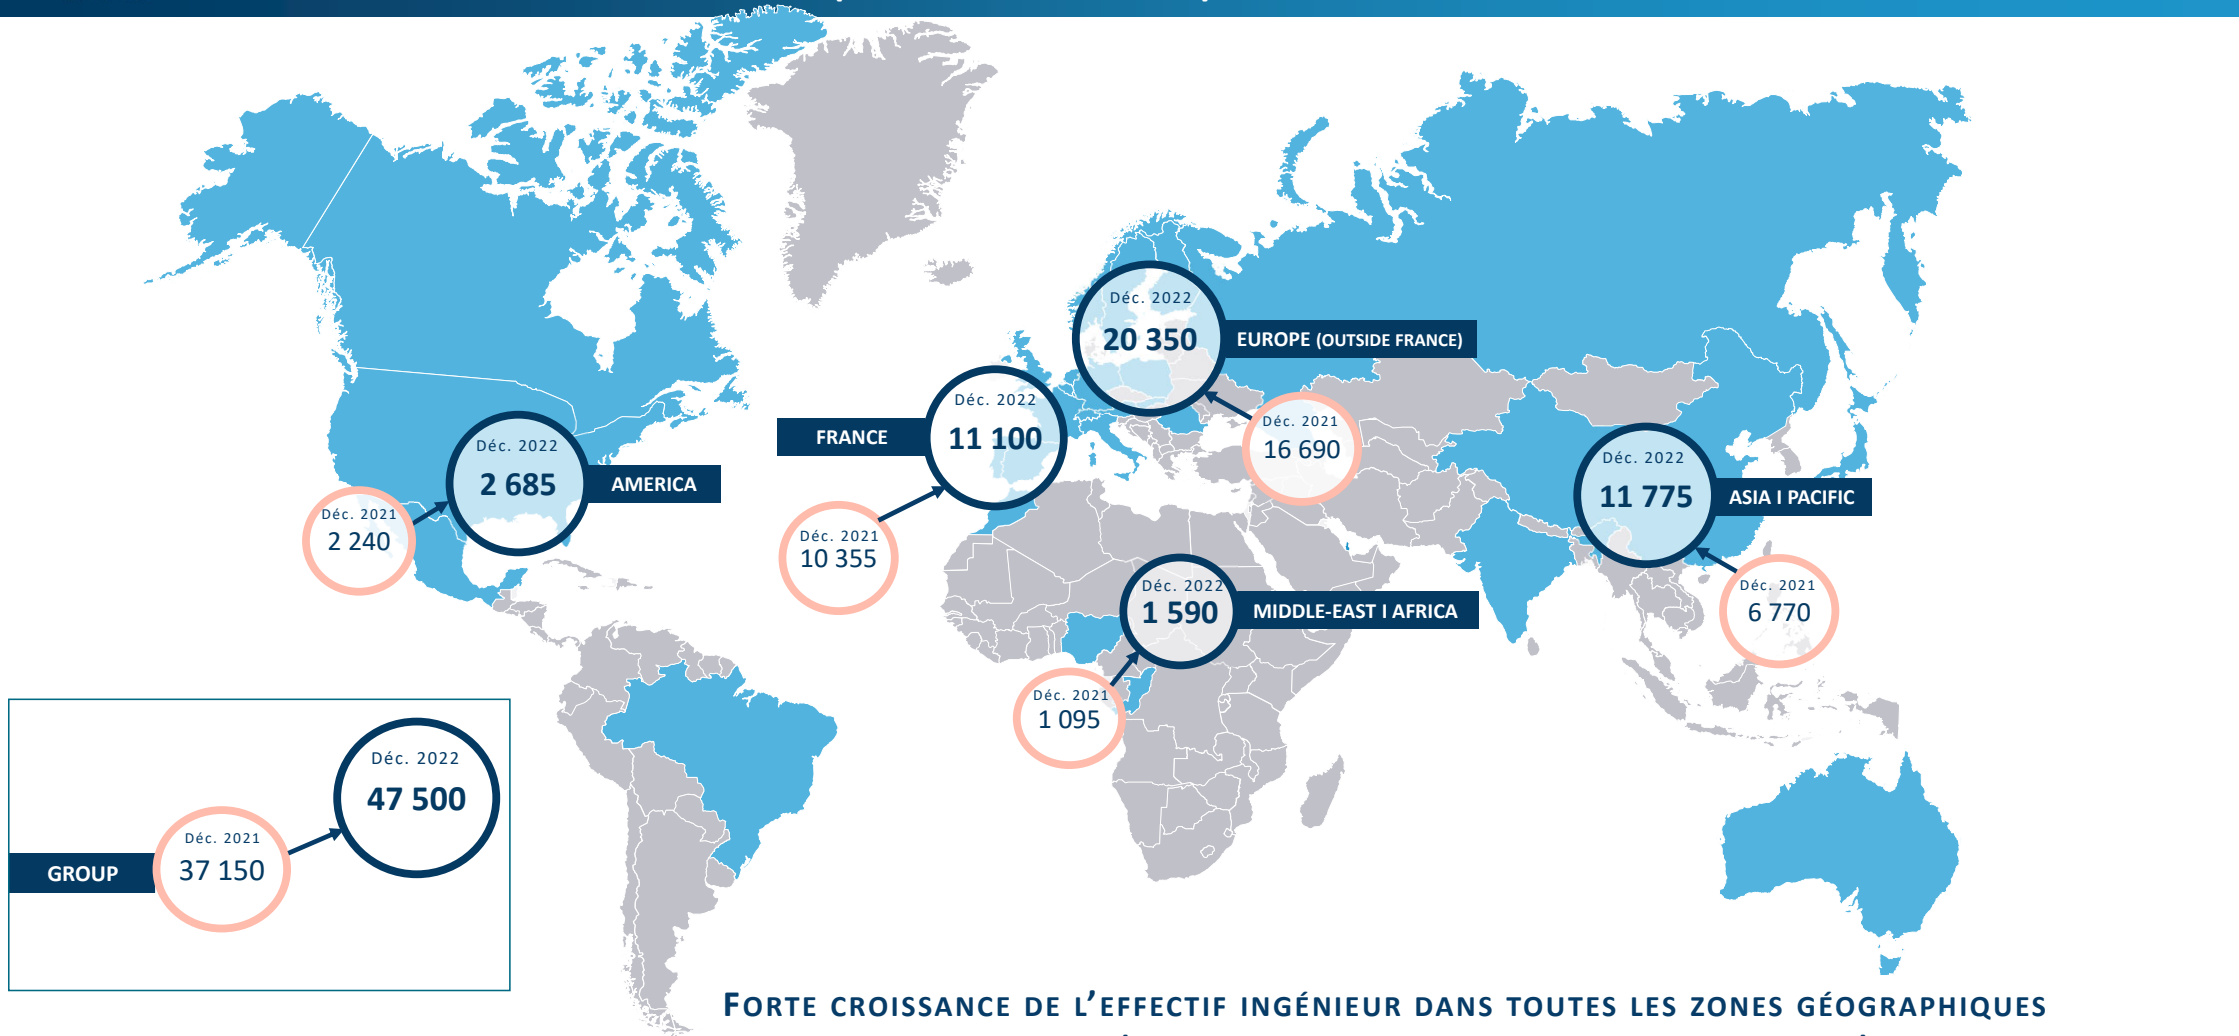 Déc. 2022
20 350
EUROPE (OUTSIDE FRANCE)
Déc. 2021
16 690
FRANCE
Déc. 2022
11 100
Déc. 2021
10 355
Déc. 2022
2 685
AMERICA
Déc. 2021
2 240
Déc. 2022
11 775
ASIA I PACIFIC
Déc. 2021
6 770
Déc. 2022
1 590
MIDDLE-EAST I AFRICA
Déc. 2021
1 095
Déc. 2022
47 500
GROUP
Déc. 2021
37 150
FORTE CROISSANCE DE L’EFFECTIF INGÉNIEUR DANS TOUTES LES ZONES GÉOGRAPHIQUES